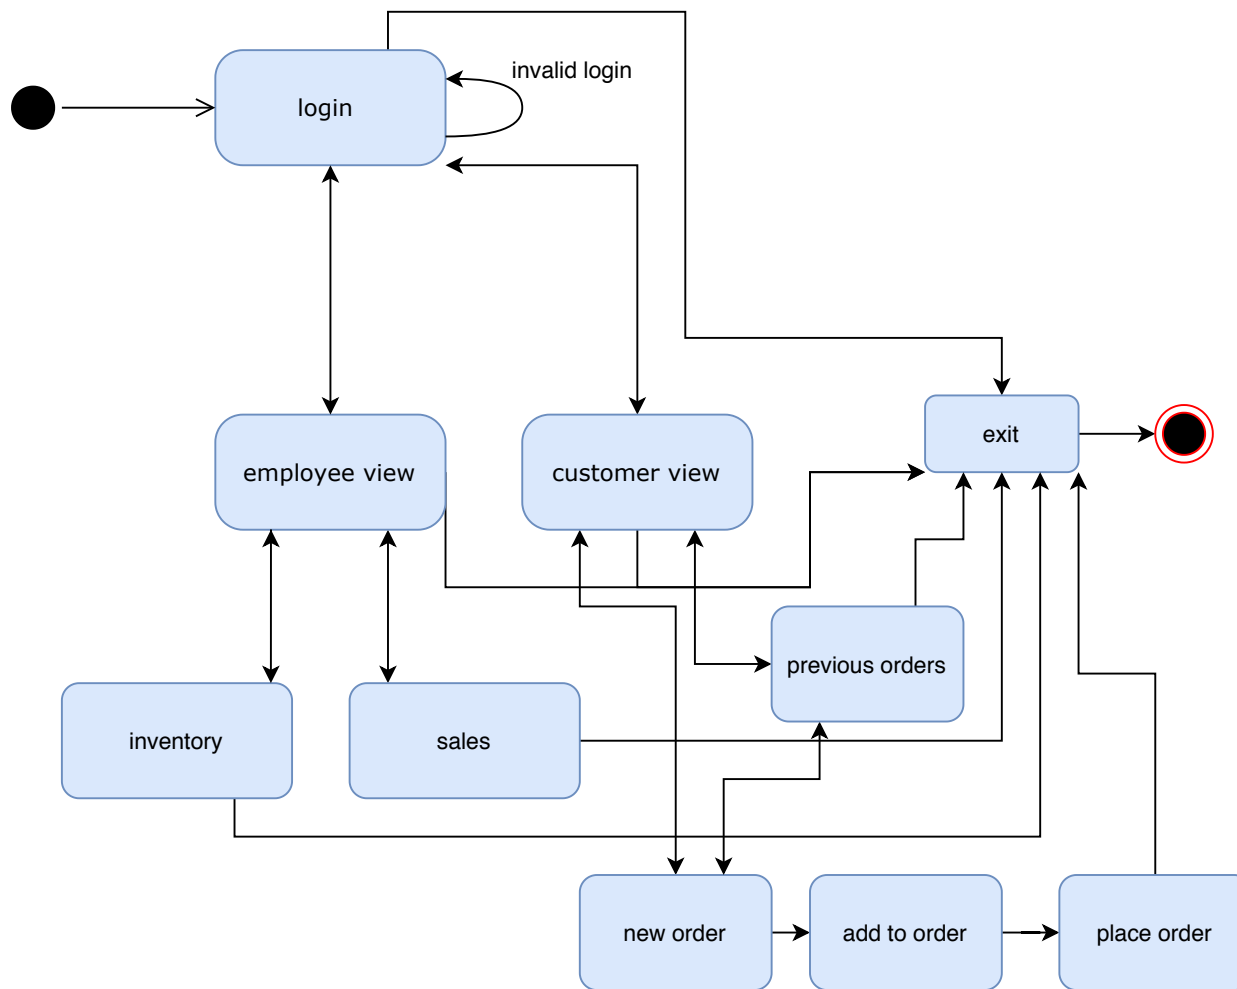 invalid login
login
exit
employee view
customer view
previous orders
inventory
sales
new order
add to order
place order